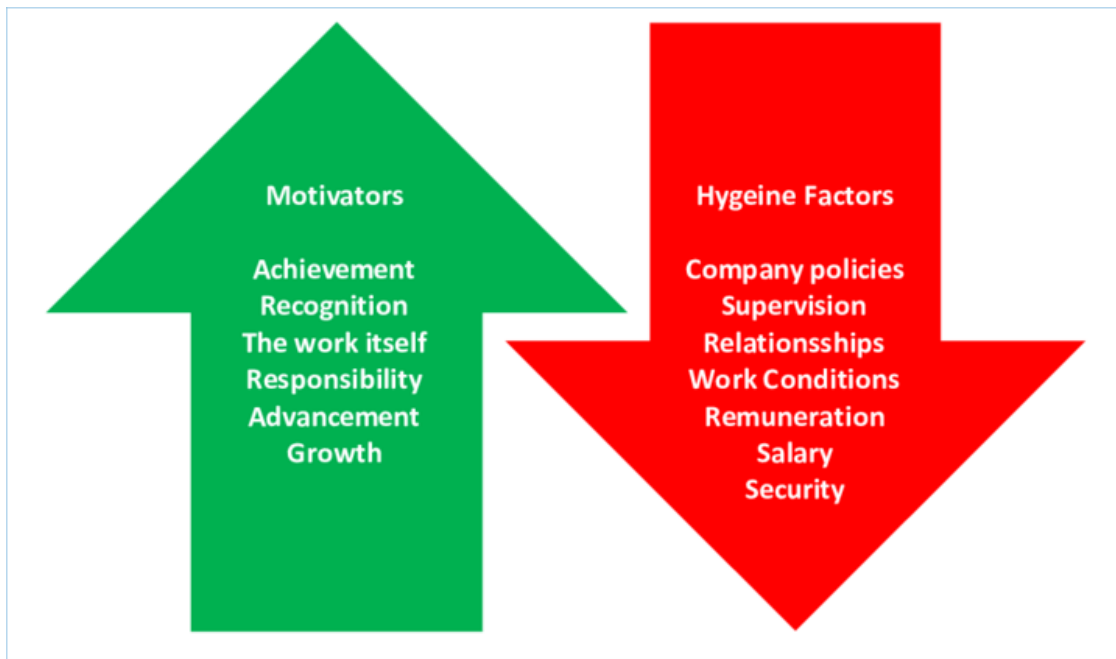 Motivators
Achievement
Recognition
The work itself
Responsibility
Advancement
Growth
Hygeine Factors
Company policies
Supervision
Relationsships
Work Conditions
Remuneration
Salary
Security